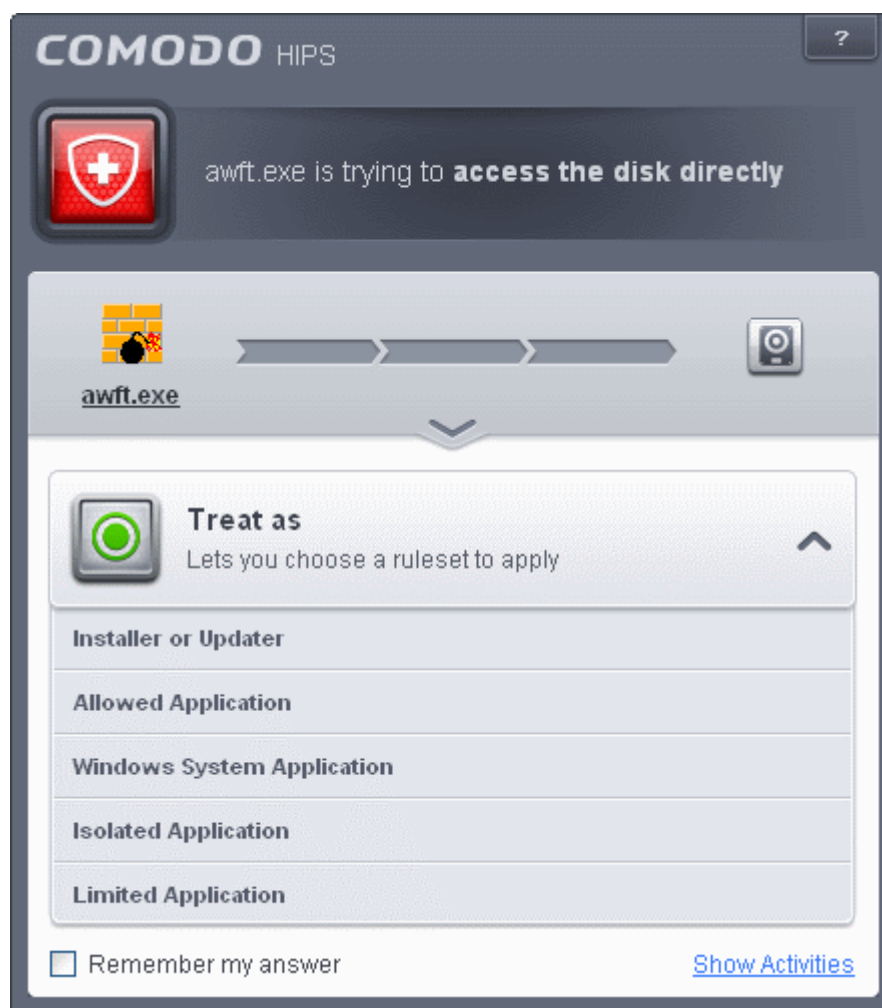 COMODO HIPS
?
awft.exe is trying to access the disk directly
awft.exe
Treat as
Lets you choose a ruleset to apply
Installer or Updater
Allowed Application
Windows System Application
Isolated Application
Limited Application
Remember my answer
Show Activities